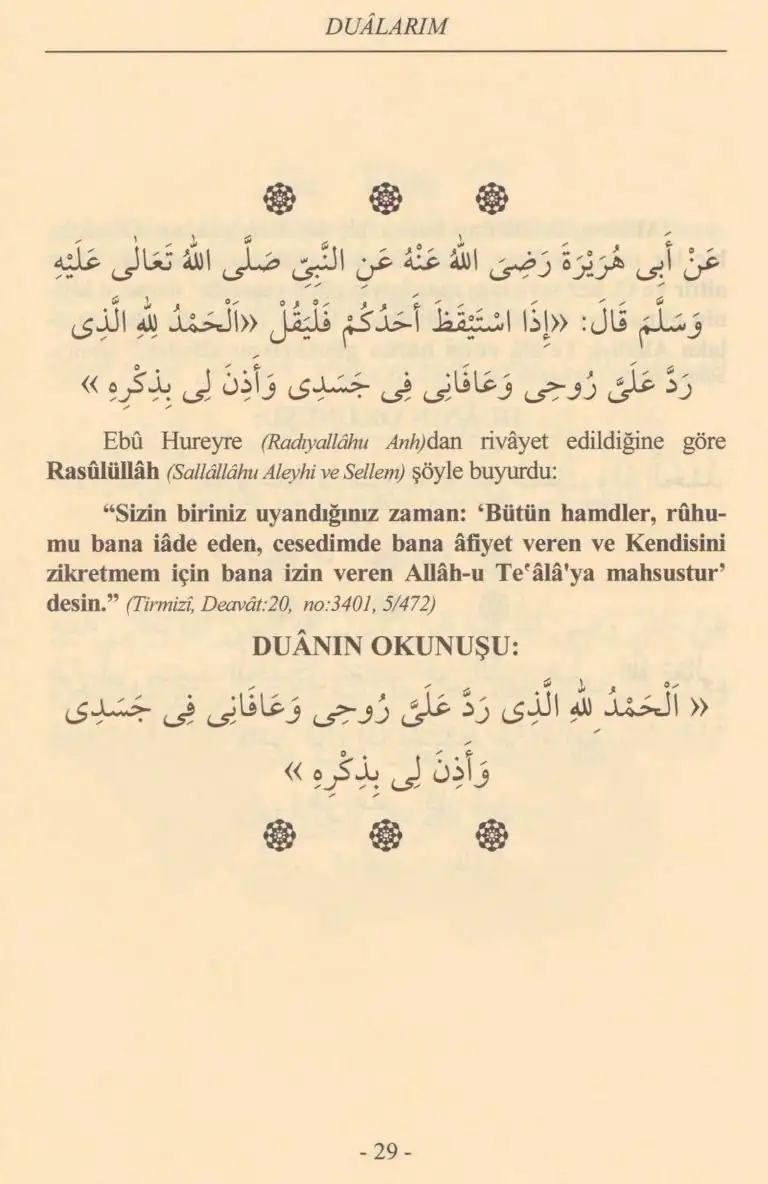 DUÂLARIM
عَنْ أَبِى هُرَيْرَةَ رَضِىَ اللهُ عَنْهُ عَنِ النَّبِىِّ صَلَّى اللهُ تَعَالٰى عَلَيْهِ
وَسَلَّمَ قَالَ: «إِذَا اسْتَيْقَظَ أَحَدُكُمْ فَلْيَقُلْ «اَلْحَمْدُ لِلّٰهِ الَّذِى
رَدَّ عَلَىَّ رُوحِى وَعَافَانِى فِى جَسَدِى وَأَذِنَ لِى بِذِكْرِهِ »
Ebû Hureyre (Radıyallâhu Anh)dan rivâyet edildiğine göre
Rasûlüllâh (Sallâllâhu Aleyhi ve Sellem) şöyle buyurdu:
“Sizin biriniz uyandığınız zaman: ‘Bütün hamdler, rûhu-
mu bana iâde eden, cesedimde bana âfiyet veren ve Kendisini
zikretmem için bana izin veren Allâh-u Te‘âlâ'ya mahsustur’
desin.” (Tirmizî, Deavât:20, no:3401, 5/472)
DUÂNIN OKUNUŞU:
« اَلْحَمْدُ لِلّٰهِ الَّذِى رَدَّ عَلَىَّ رُوحِى وَعَافَانِى فِى جَسَدِى
وَأَذِنَ لِى بِذِكْرِهِ »
- 29 -